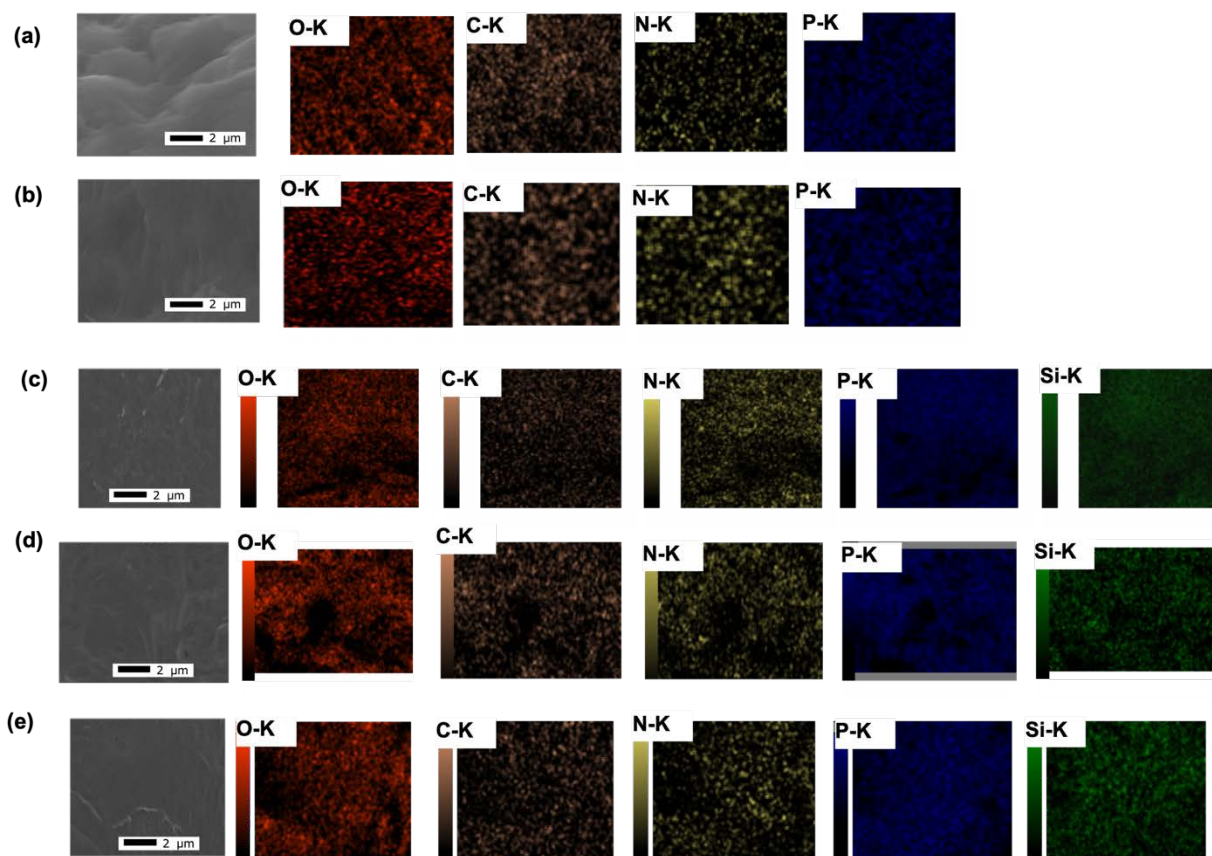 (a)
O-K
C-K
N-K
P-K
2 μm
(b)
O-K
C-K
N-K
P-K
2 μm
(c)
O-K
C-K
N-K
P-K
Si-K
2 μm
(d)
O-K
C-K
N-K
P-K
Si-K
2 μm
(e)
O-K
C-K
N-K
P-K
Si-K
2 μm